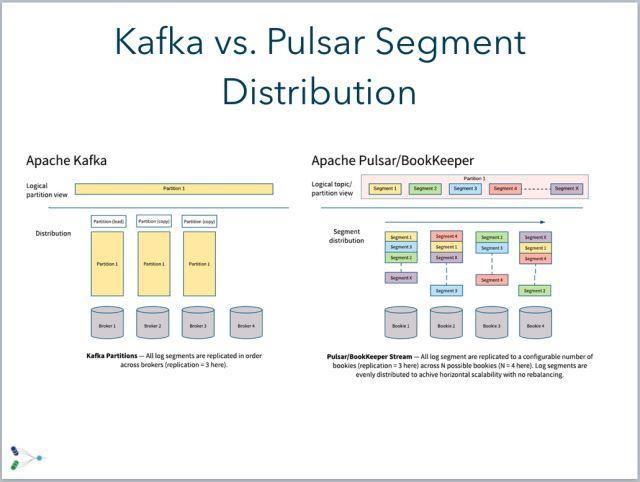 Kafka vs. Pulsar Segment
Distribution
Apache Kafka
Logical
partition view
Partition 1
Distribution
Partition (lead)
Partition (copy)
Partition (copy)
Partition 1
Partition 1
Partition 1
Broker 1
Broker 2
Broker 3
Broker 4
Kafka Partitions — All log segments are replicated in order
across brokers (replication = 3 here).
Apache Pulsar/BookKeeper
Logical topic/
partition view
Partition 1
Segment 1
Segment 2
Segment 3
Segment 4
Segment X
Segment
distribution
Segment 1
Segment 3
Segment 2
Segment X
Segment 4
Segment 1
Segment X
Segment 3
Segment 2
Segment 3
Segment 4
Segment X
Segment 1
Segment 4
Segment 2
Bookie 1
Bookie 2
Bookie 3
Bookie 4
Pulsar/BookKeeper Stream — All log segment are replicated to a configurable number of
bookies (replication = 3 here) across N possible bookies (N = 4 here). Log segments are
evenly distributed to achive horizontal scalability with no rebalancing.